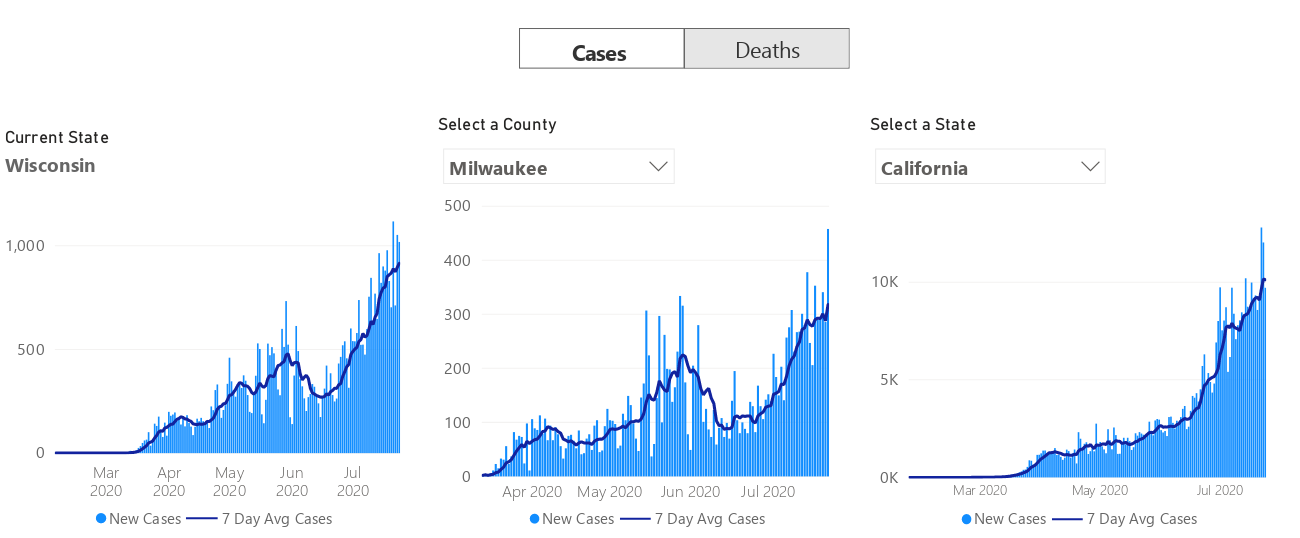 Cases
Deaths
Current State
Wisconsin
1,000
500
0
Mar 2020
Apr 2020
May 2020
Jun 2020
Jul 2020
New Cases
7 Day Avg Cases
Select a County
Milwaukee
500
400
300
200
100
0
Apr 2020
May 2020
Jun 2020
Jul 2020
New Cases
7 Day Avg Cases
Select a State
California
10K
5K
0K
Mar 2020
May 2020
Jul 2020
New Cases
7 Day Avg Cases